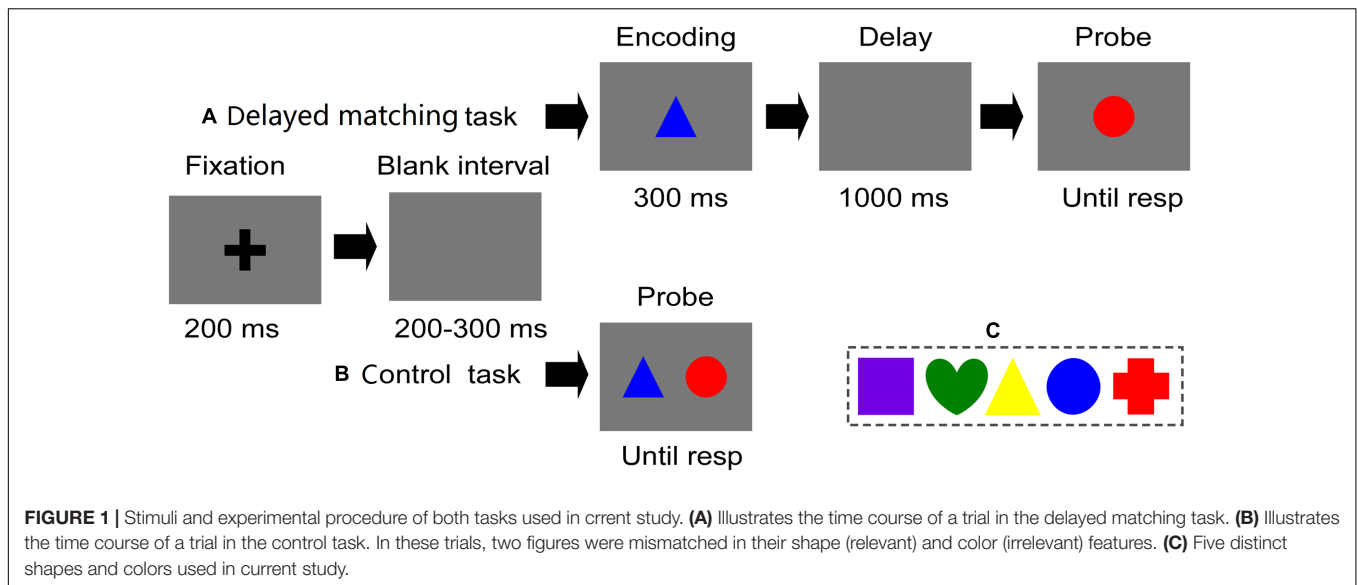 Encoding
Delay
Probe
A Delayed matching task
300 ms
1000 ms
Until resp
Fixation
Blank interval
200 ms
200-300 ms
Probe
B Control task
Until resp
C
FIGURE 1 | Stimuli and experimental procedure of both tasks used in crrent study. (A) Illustrates the time course of a trial in the delayed matching task. (B) Illustrates
the time course of a trial in the control task. In these trials, two figures were mismatched in their shape (relevant) and color (irrelevant) features. (C) Five distinct
shapes and colors used in current study.